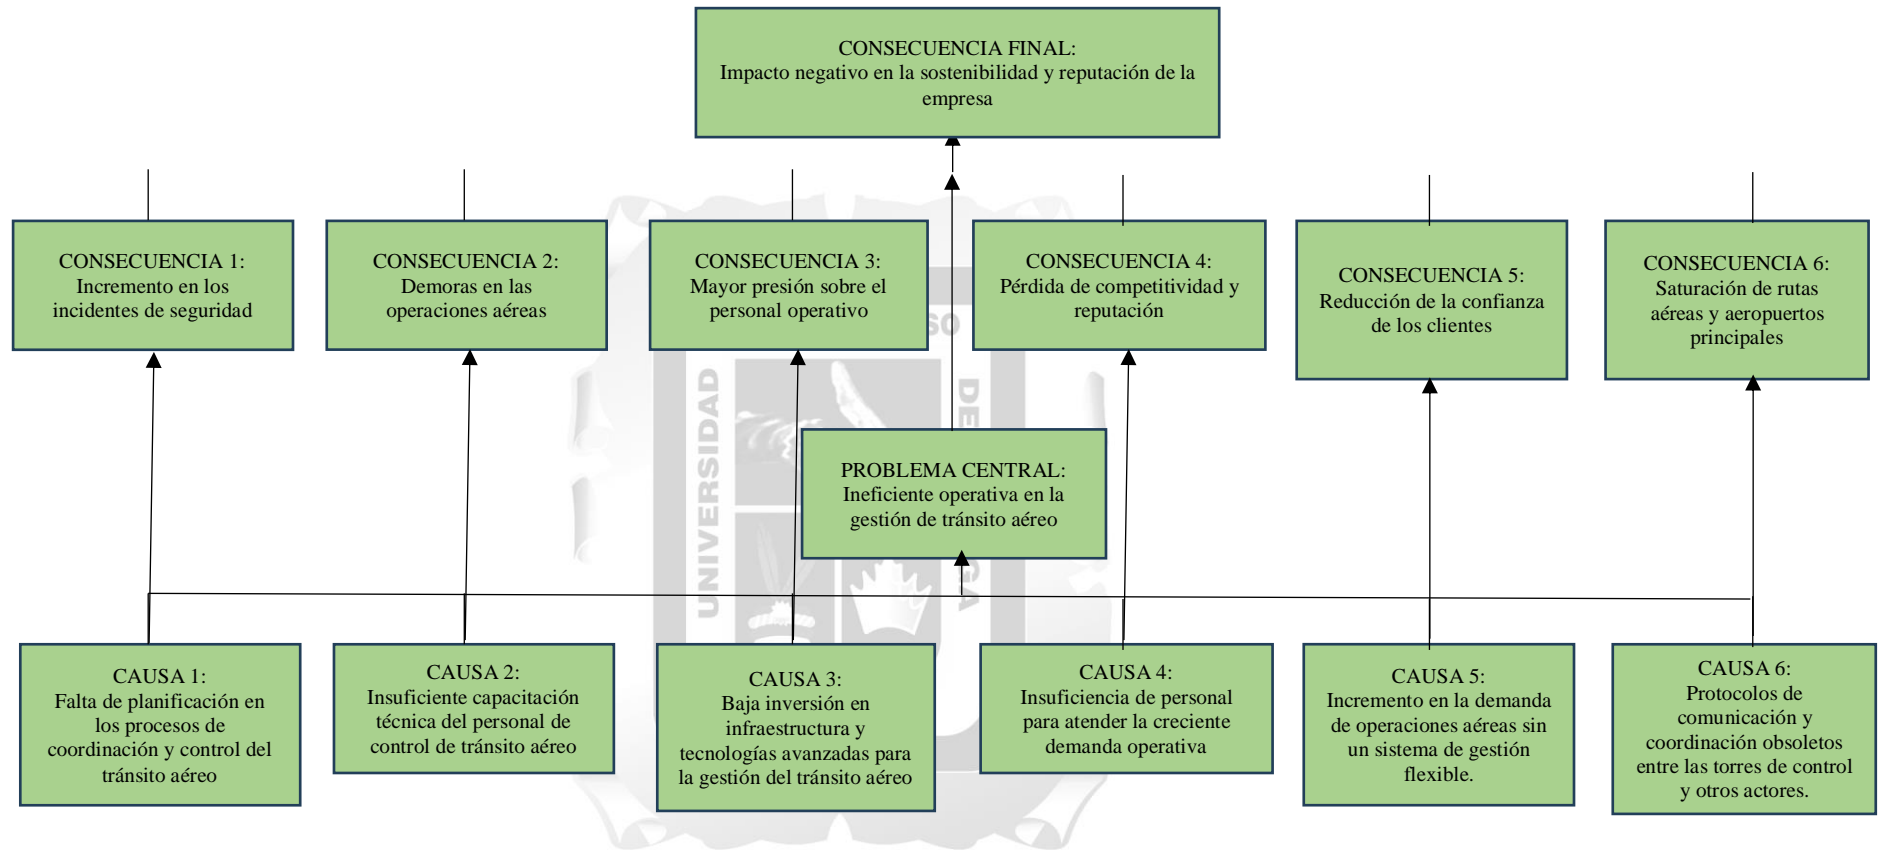 CONSECUENCIA FINAL:
Impacto negativo en la sostenibilidad y reputación de la
empresa
CONSECUENCIA 1:
Incremento en los
incidentes de seguridad
CONSECUENCIA 2:
Demoras en las
operaciones aéreas
CONSECUENCIA 3:
Mayor presión sobre el
personal operativo
CONSECUENCIA 4:
Pérdida de competitividad y
reputación
CONSECUENCIA 5:
Reducción de la confianza
de los clientes
CONSECUENCIA 6:
Saturación de rutas
aéreas y aeropuertos
principales
SO
UNIVERSIDAD
DE
GA
PROBLEMA CENTRAL:
Ineficiente operativa en la
gestión de tránsito aéreo
CAUSA 1:
Falta de planificación en
los procesos de
coordinación y control del
tránsito aéreo
CAUSA 2:
Insuficiente capacitación
técnica del personal de
control de tránsito aéreo
CAUSA 3:
Baja inversión en
infraestructura y
tecnologías avanzadas para
la gestión del tránsito aéreo
CAUSA 4:
Insuficiencia de personal
para atender la creciente
demanda operativa
CAUSA 5:
Incremento en la demanda
de operaciones aéreas sin
un sistema de gestión
flexible.
CAUSA 6:
Protocolos de
comunicación y
coordinación obsoletos
entre las torres de control
y otros actores.